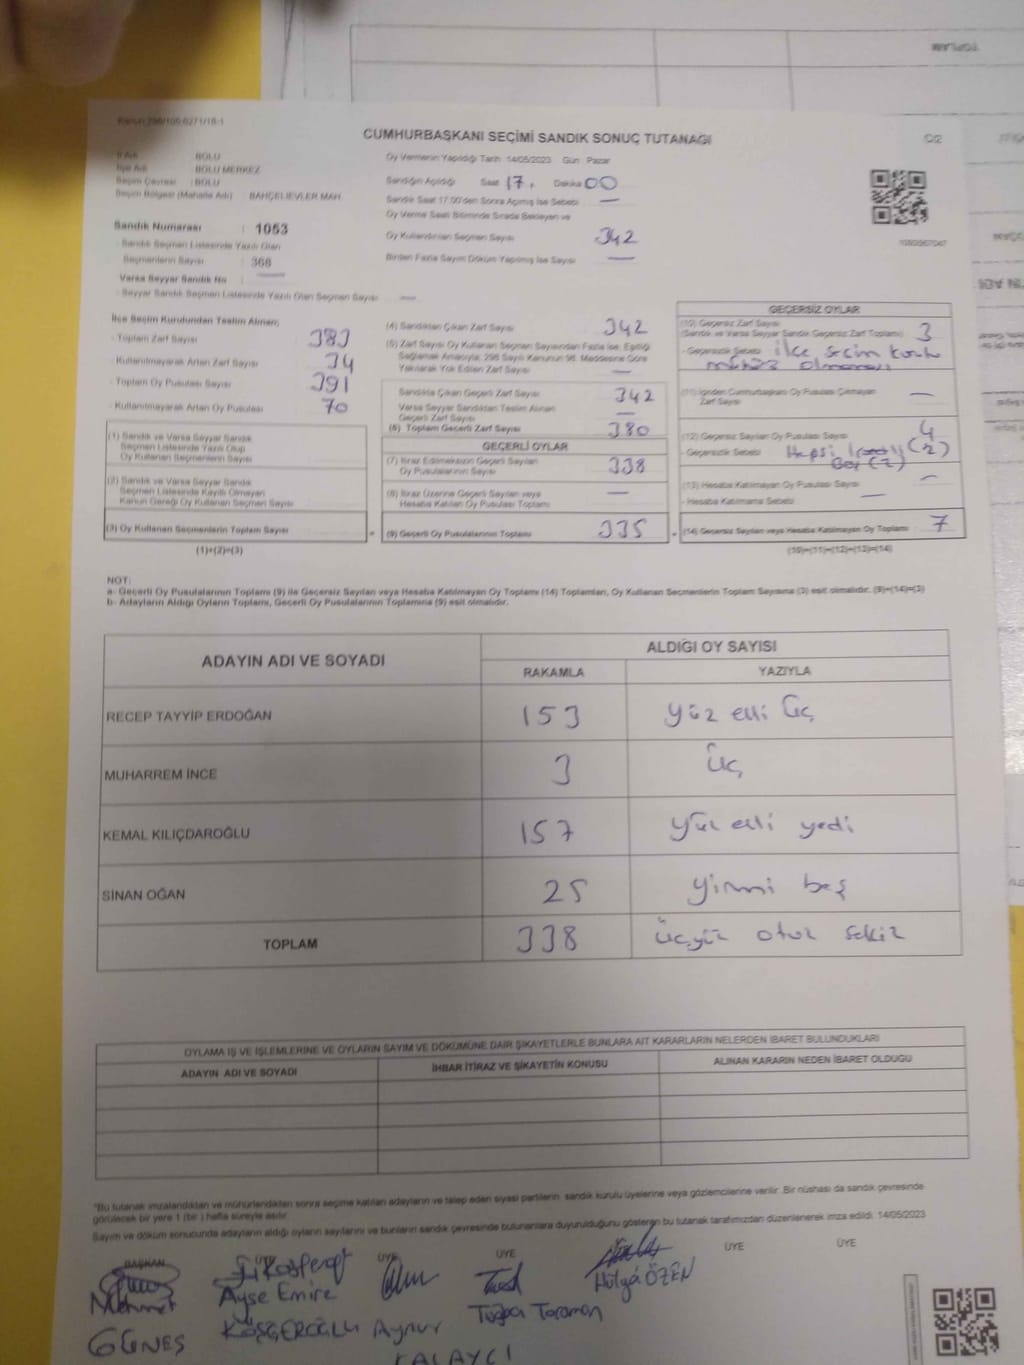 CUMHURBAŞKANI SEÇİMİ SANDIK SONUÇ TUTANAĞI
İl Adı : BOLU
İlçe Adı : BOLU MERKEZ
Seçim Çevresi : BOLU
Seçim Bölgesi (Mahalle Adı) : BAHÇELİEVLER MAH.
Oy Vermenin Yapıldığı Tarih 14/05/2023 Gün Pazar
Sandığın Açıldığı Saat 17, Dakika 00
Sandık Saat 17.00'den Sonra Açılmış İse Sebebi —
Oy Verme Saati Bitiminde Sırada Bekleyen ve
Oy Kullandırılan Seçmen Sayısı 342
Birden Fazla Sayım Döküm Yapılmış İse Sayısı —
Sandık Numarası : 1053
- Sandık Seçmen Listesinde Yazılı Olan
Seçmenlerin Sayısı : 368
Varsa Seyyar Sandık No : —
- Seyyar Sandık Seçmen Listesinde Yazılı Olan Seçmen Sayısı —
İlçe Seçim Kurulundan Teslim Alınan;
- Toplam Zarf Sayısı 383
- Kullanılmayarak Artan Zarf Sayısı 34
- Toplam Oy Pusulası Sayısı 391
- Kullanılmayarak Artan Oy Pusulası 70
(1) Sandık ve Varsa Seyyar Sandık
Seçmen Listesinde Yazılı Olup
Oy Kullanan Seçmenlerin Sayısı
(2) Sandık ve Varsa Seyyar Sandık
Seçmen Listesinde Kayıtlı Olmayan
Kanun Gereği Oy Kullanan Seçmen Sayısı
(3) Oy Kullanan Seçmenlerin Toplam Sayısı
(1)+(2)=(3)
(4) Sandıktan Çıkan Zarf Sayısı 342
(5) Zarf Sayısı Oy Kullanan Seçmen Sayısından Fazla İse, Eşitliği
Sağlamak Amacıyla; 298 Sayılı Kanunun 98. Maddesine Göre
Yakılarak Yok Edilen Zarf Sayısı —
Sandıkta Çıkan Geçerli Zarf Sayısı 342
Varsa Seyyar Sandıktan Teslim Alınan
Geçerli Zarf Sayısı —
(6) Toplam Geçerli Zarf Sayısı 380
GEÇERLİ OYLAR
(7) İtiraz Edilmeksizin Geçerli Sayılan
Oy Pusulalarının Sayısı 338
(8) İtiraz Üzerine Geçerli Sayılan veya
Hesaba Katılan Oy Pusulası Toplamı —
(9) Geçerli Oy Pusulalarının Toplamı 335
GEÇERSİZ OYLAR
(10) Geçersiz Zarf Sayısı
(Sandık ve Varsa Seyyar Sandık Geçersiz Zarf Toplamı) 3
- Geçersizlik Sebebi ilçe seçim kurulu
mührü olmaması
(11) İçinden Cumhurbaşkanı Oy Pusulası Çıkmayan
Zarf Sayısı —
(12) Geçersiz Sayılan Oy Pusulası Sayısı 4
Geçersizlik Sebebi Hepsi (2)
Boş (2)
(13) Hesaba Katılmayan Oy Pusulası Sayısı —
- Hesaba Katılmama Sebebi —
(14) Geçersiz Sayılan veya Hesaba Katılmayan Oy Toplamı 7
(10)+(11)+(12)+(13)=(14)
NOT:
a- Geçerli Oy Pusulalarının Toplamı (9) ile Geçersiz Sayılan veya Hesaba Katılmayan Oy Toplamı (14) Toplamları, Oy Kullanan Seçmenlerin Toplam Sayısına (3) eşit olmalıdır. (9)+(14)=(3)
b- Adayların Aldığı Oyların Toplamı, Geçerli Oy Pusulalarının Toplamına (9) eşit olmalıdır.
ADAYIN ADI VE SOYADI
ALDIĞI OY SAYISI
RAKAMLA YAZIYLA
RECEP TAYYİP ERDOĞAN 153 yüz elli üç
MUHARREM İNCE 3 üç
KEMAL KILIÇDAROĞLU 157 yüz elli yedi
SİNAN OĞAN 25 yirmi beş
TOPLAM 338 üçyüz otuz sekiz
OYLAMA İŞ VE İŞLEMLERİNE VE OYLARIN SAYIM VE DÖKÜMÜNE DAİR ŞİKAYETLERLE BUNLARA AİT KARARLARIN NELERDEN İBARET BULUNDUKLARI
ADAYIN ADI VE SOYADI İHBAR İTİRAZ VE ŞİKAYETİN KONUSU ALINAN KARARIN NEDEN İBARET OLDUĞU
*Bu tutanak imzalandıktan ve mühürlendikten sonra seçime katılan adayların ve talep eden siyasi partilerin sandık kurulu üyelerine veya gözlemcilerine verilir. Bir nüshası da sandık çevresinde
görülecek bir yere 1 (bir) hafta süreyle asılır.
Sayım ve döküm sonucunda adayların aldığı oyların sayılarını ve bunların sandık çevresinde bulunanlara duyurulduğunu gösteren bu tutanak tarafımızdan düzenlenerek imza edildi. 14/05/2023
BAŞKAN ÜYE ÜYE ÜYE ÜYE ÜYE
Mehmet Ayşe Emire Tuğba Taraman Hülya ÖZEN
GÜNEŞ KÖŞGEROĞLU Aynur
KALAYCI